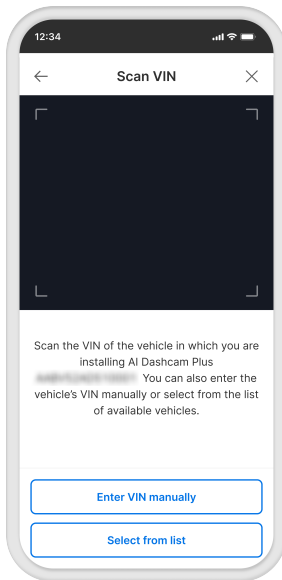 12:34
Scan VIN
Scan the VIN of the vehicle in which you are
installing AI Dashcam Plus
You can also enter the
vehicle's VIN manually or select from the list
of available vehicles.
Enter VIN manually
Select from list